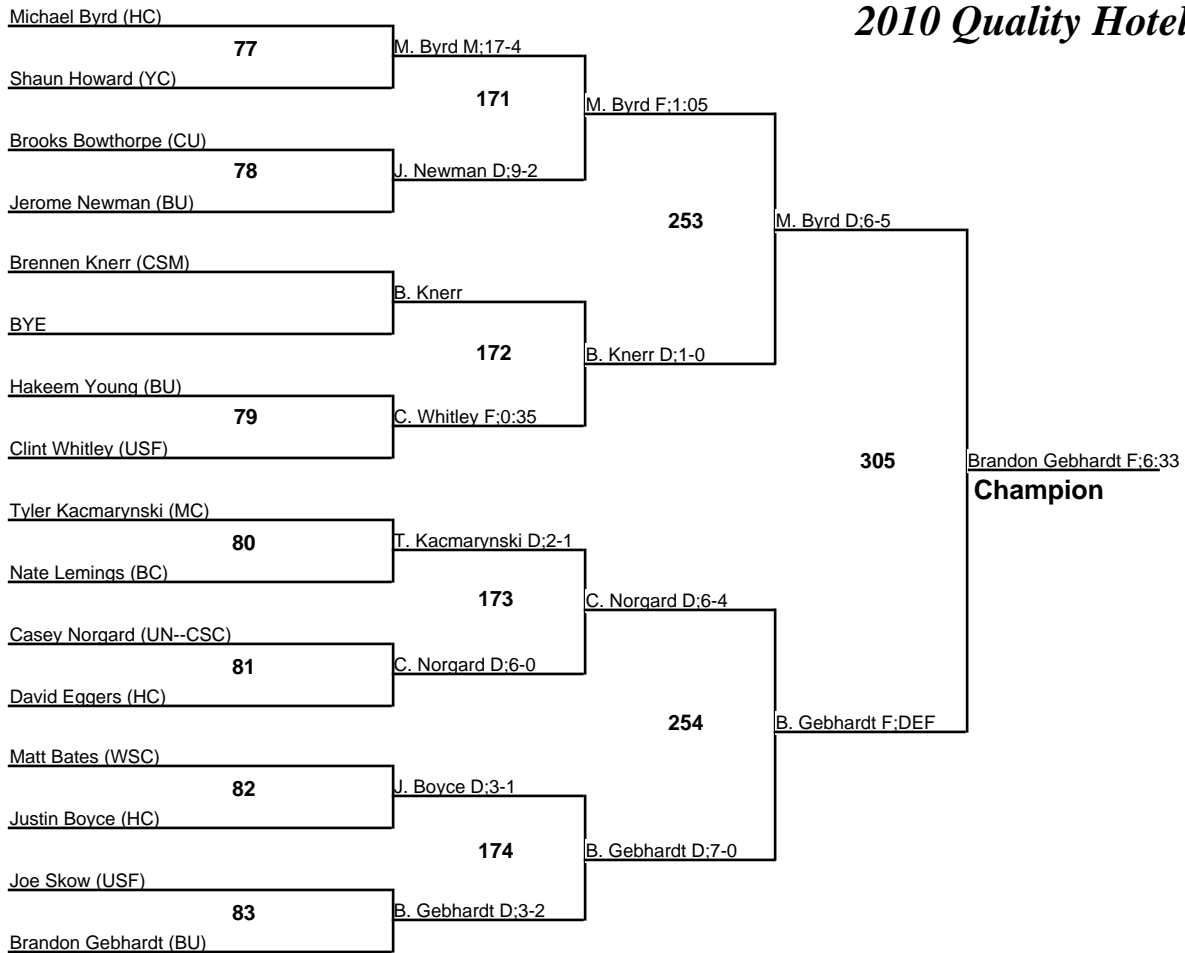 2010 Quality Hotel
Michael Byrd (HC)
77
Shaun Howard (YC)
M. Byrd M;17-4
171
Brooks Bowthorpe (CU)
78
Jerome Newman (BU)
J. Newman D;9-2
M. Byrd F;1:05
253
Brennen Knerr (CSM)
BYE
B. Knerr
172
Hakeem Young (BU)
79
Clint Whitley (USF)
C. Whitley F;0:35
B. Knerr D;1-0
M. Byrd D;6-5
305
Brandon Gebhardt F;6:33
Champion
Tyler Kacmarynski (MC)
80
Nate Lemings (BC)
T. Kacmarynski D;2-1
173
Casey Norgard (UN--CSC)
81
David Eggers (HC)
C. Norgard D;6-0
C. Norgard D;6-4
254
B. Gebhardt F;DEF
Matt Bates (WSC)
82
Justin Boyce (HC)
J. Boyce D;3-1
174
B. Gebhardt D;7-0
Joe Skow (USF)
83
Brandon Gebhardt (BU)
B. Gebhardt D;3-2